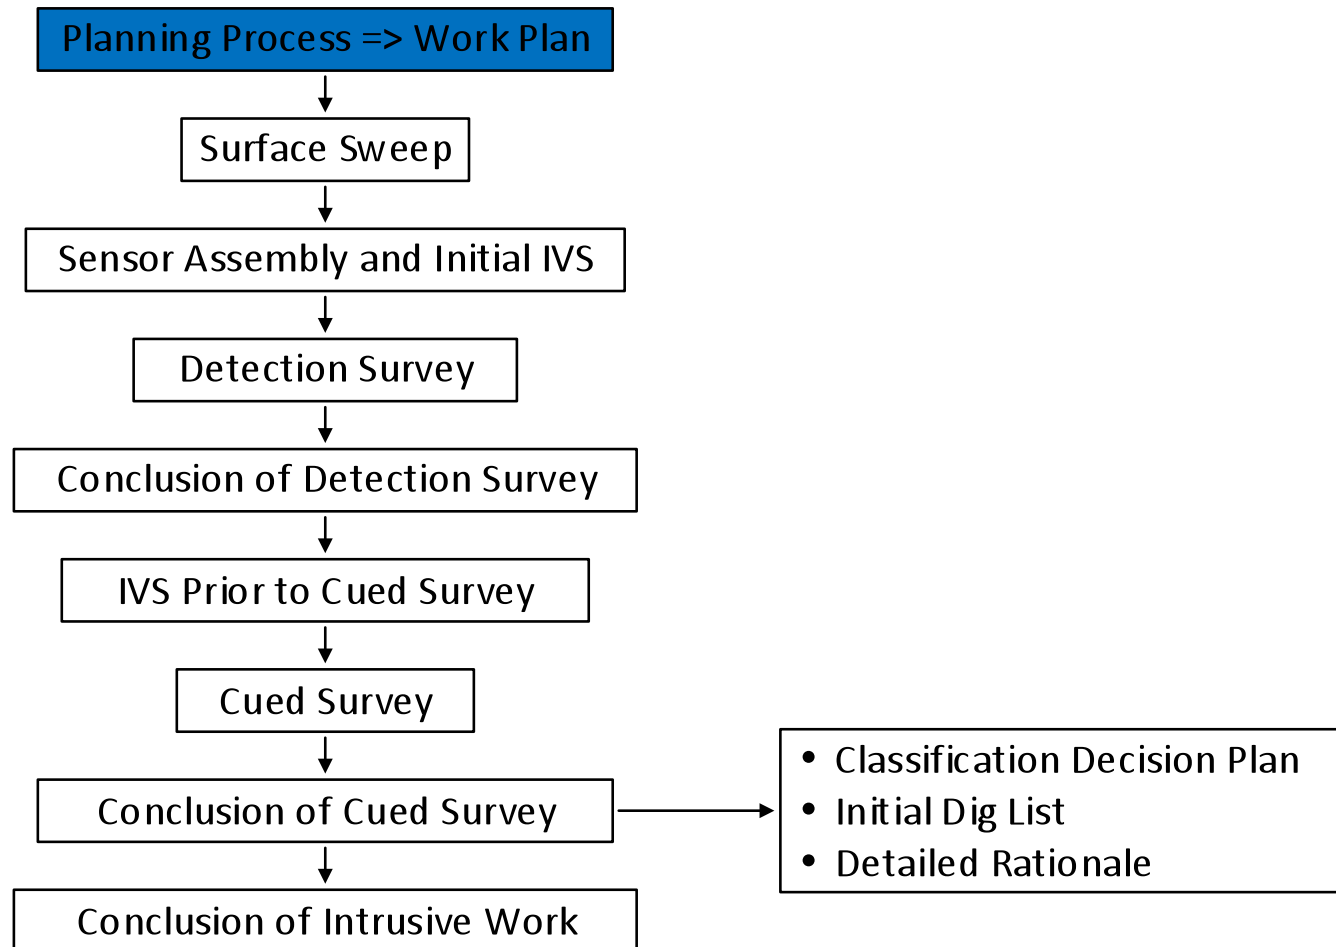 Planning Process => Work Plan
Surface Sweep
Sensor Assembly and Initial IVS
Detection Survey
Conclusion of Detection Survey
IVS Prior to Cued Survey
Cued Survey
Conclusion of Cued Survey
• Classification Decision Plan
• Initial Dig List
• Detailed Rationale
Conclusion of Intrusive Work